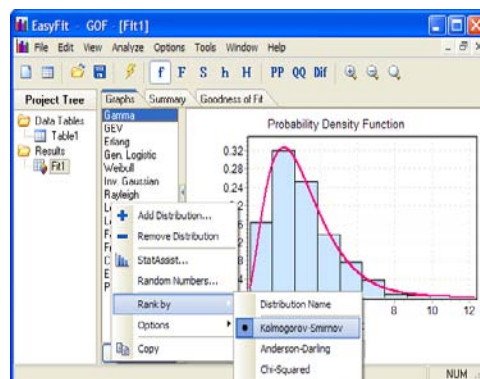 EasyFit - GOF - [Fit1]
File Edit View Analyze Options Tools Window Help
f F S h H PP QQ Dif
Project Tree
Graphs Summary Goodness of Fit
Data Tables
Table1
Results
Fit1
Gamma
GEV
Erlang
Gen. Logistic
Weibull
Inv. Gaussian
Rayleigh
Probability Density Function
0.32
0.28
0.24
8 10 12
Add Distribution...
Remove Distribution
StatAssist...
Random Numbers...
Rank by
Options
Copy
Distribution Name
Kolmogorov-Smirnov
Anderson-Darling
Chi-Squared
NUM